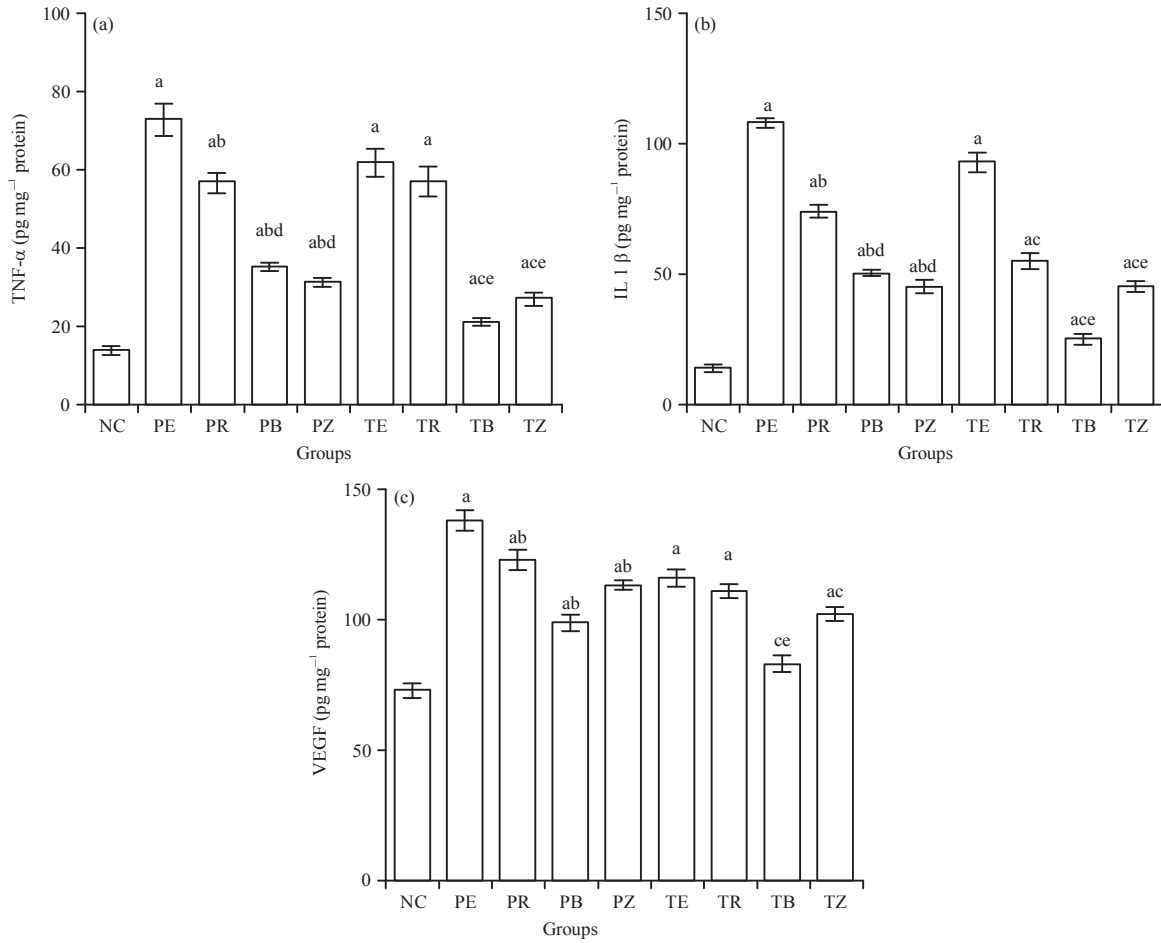 (a)
TNF-α (pg mg⁻¹ protein)
100
80
60
40
20
0
a
ab
abd
abd
a
a
ace
ace
NC PE PR PB PZ TE TR TB TZ
Groups
(b)
IL 1 β (pg mg⁻¹ protein)
150
100
50
0
a
ab
abd
abd
a
ac
ace
ace
NC PE PR PB PZ TE TR TB TZ
Groups
(c)
VEGF (pg mg⁻¹ protein)
150
100
50
0
a
ab
ab
ab
a
a
ce
ac
NC PE PR PB PZ TE TR TB TZ
Groups